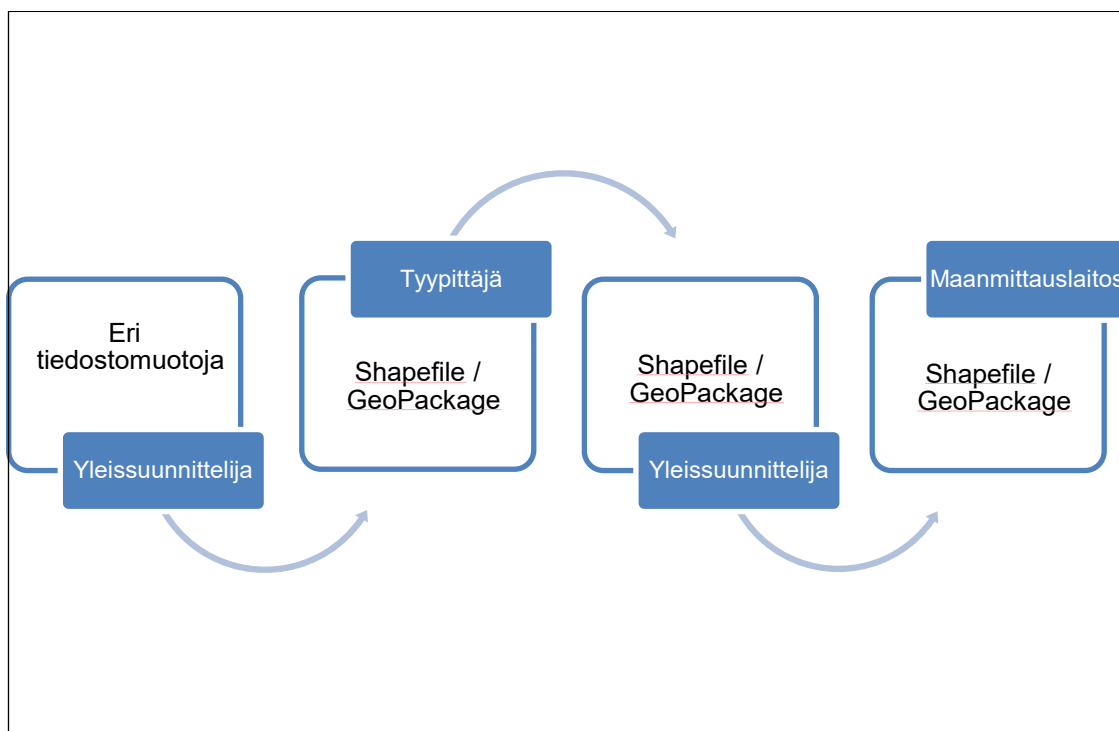 Eri
tiedostomuotoja
Yleissuunnittelija
Tyypittäjä
Shapefile /
GeoPackage
Shapefile /
GeoPackage
Yleissuunnittelija
Maanmittauslaitos
Shapefile /
GeoPackage